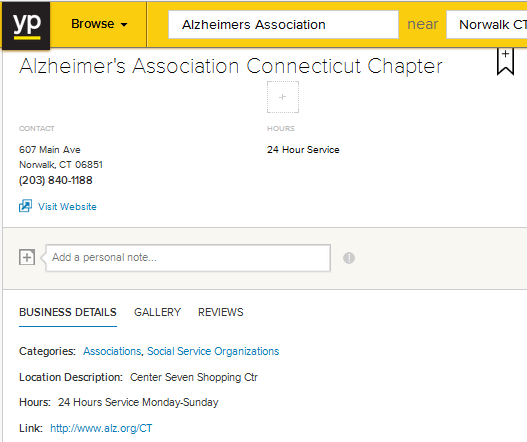 yp Browse Alzheimers Association near Norwalk CT
Alzheimer's Association Connecticut Chapter
CONTACT HOURS
607 Main Ave 24 Hour Service
Norwalk, CT 06851
(203) 840-1188
Visit Website
Add a personal note...
BUSINESS DETAILS GALLERY REVIEWS
Categories: Associations, Social Service Organizations
Location Description: Center Seven Shopping Ctr
Hours: 24 Hours Service Monday-Sunday
Link: http://www.alz.org/CT